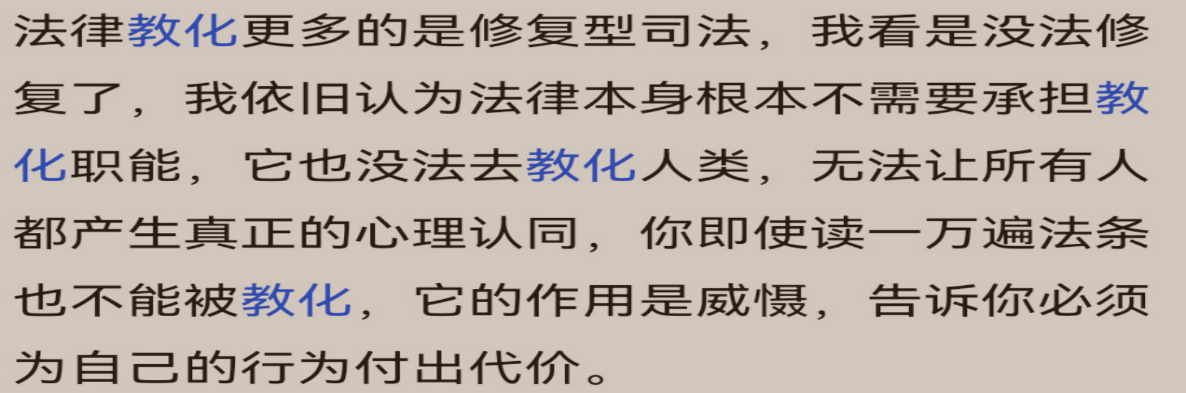 法律教化更多的是修复型司法，我看是没法修
复了，我依旧认为法律本身根本不需要承担教
化职能，它也没法去教化人类，无法让所有人
都产生真正的心理认同，你即使读一万遍法条
也不能被教化，它的作用是威慑，告诉你必须
为自己的行为付出代价。